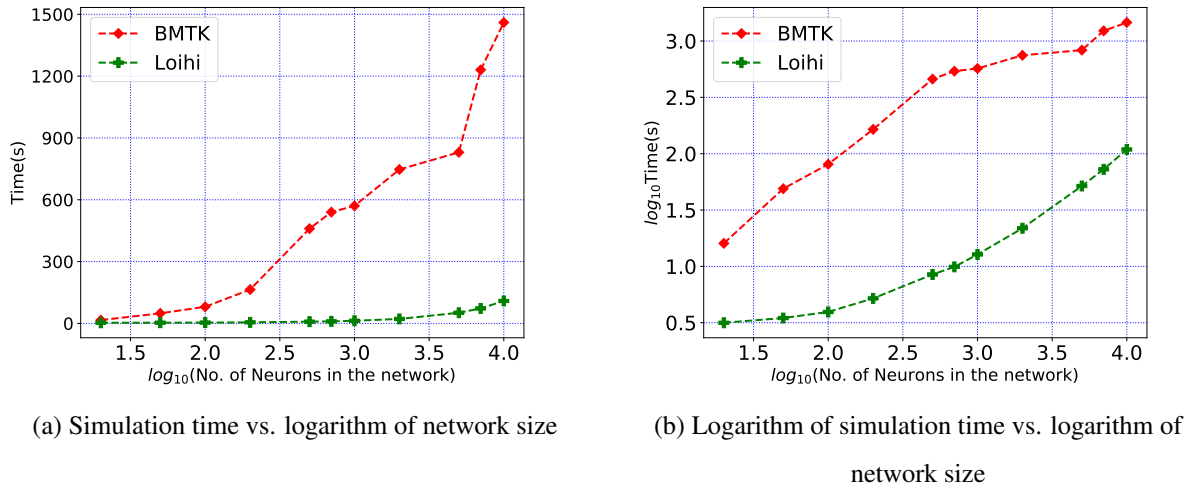 1500
1200
900
600
300
0
Time(s)
BMTK
Loihi
1.5 2.0 2.5 3.0 3.5 4.0
log10(No. of Neurons in the network)
(a) Simulation time vs. logarithm of network size
3.0
2.5
2.0
1.5
1.0
0.5
log10Time(s)
BMTK
Loihi
1.5 2.0 2.5 3.0 3.5 4.0
log10(No. of Neurons in the network)
(b) Logarithm of simulation time vs. logarithm of
network size